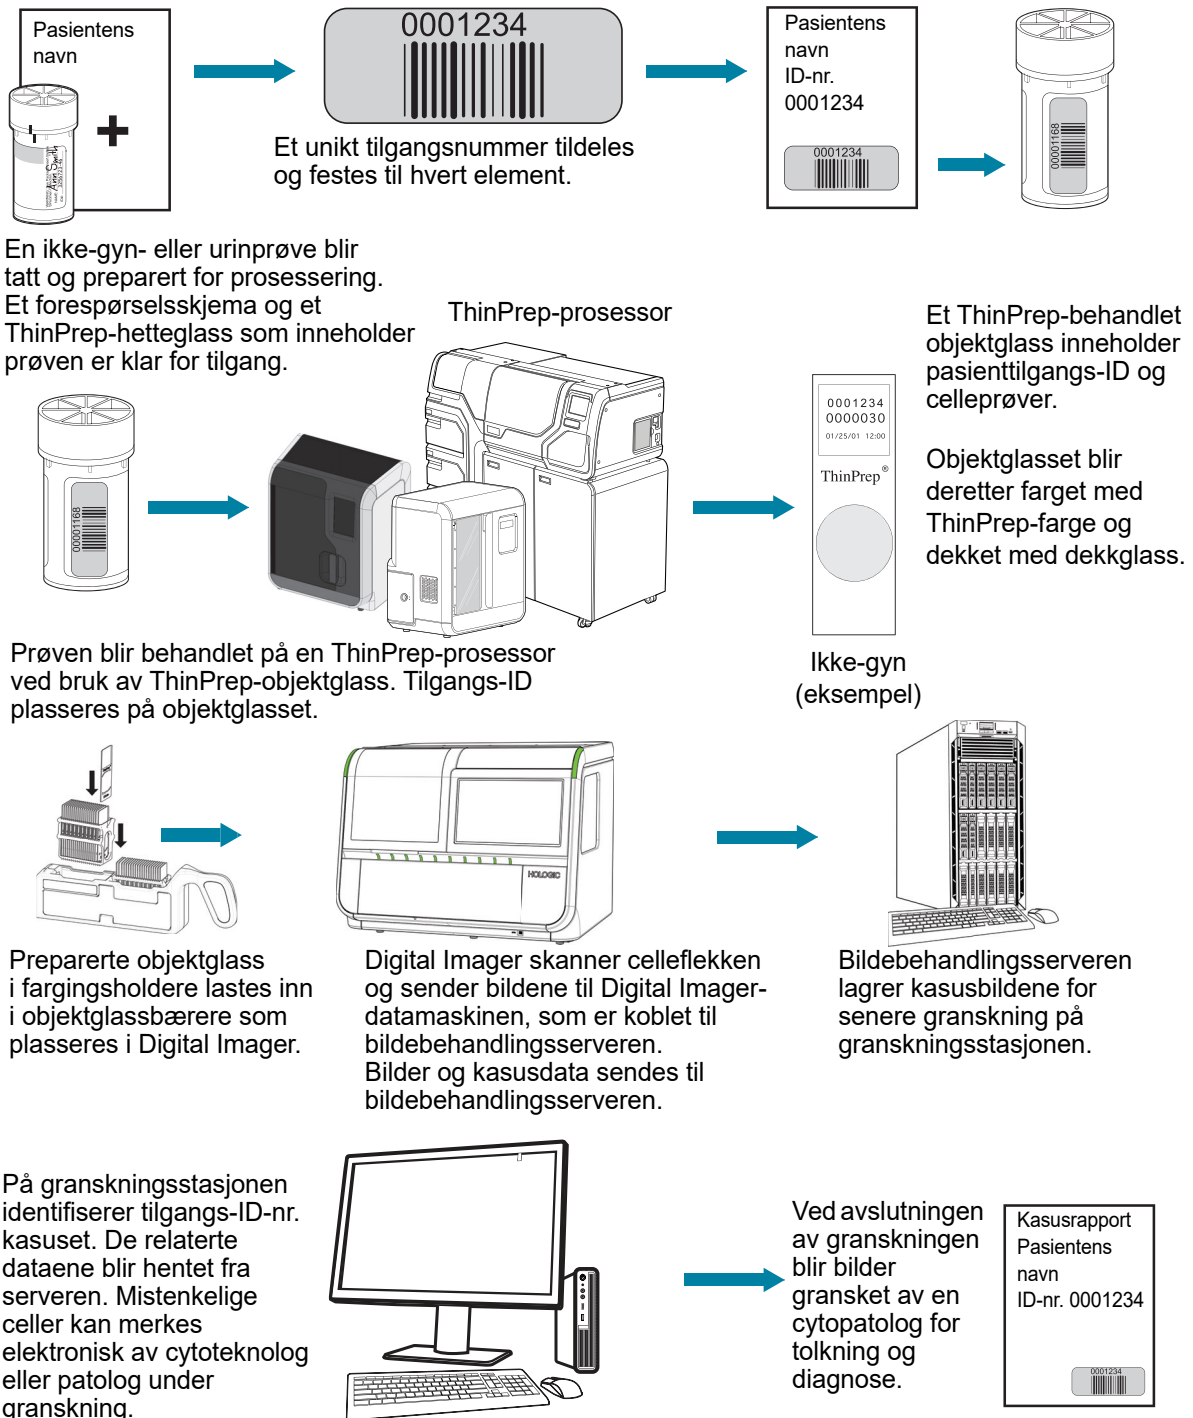 Pasientens
navn
0001234
Et unikt tilgangsnummer tildeles
og festes til hvert element.
Pasientens
navn
ID-nr.
0001234
0001234
00001168
En ikke-gyn- eller urinprøve blir
tatt og preparert for prosessering.
Et forespørselsskjema og et
ThinPrep-hetteglass som inneholder
prøven er klar for tilgang.
ThinPrep-prosessor
Et ThinPrep-behandlet
objektglass inneholder
pasienttilgangs-ID og
celleprøver.
Objektglasset blir
deretter farget med
ThinPrep-farge og
dekket med dekkglass.
00001168
0001234
0000030
01/25/01 12:00
ThinPrep®
Ikke-gyn
(eksempel)
Prøven blir behandlet på en ThinPrep-prosessor
ved bruk av ThinPrep-objektglass. Tilgangs-ID
plasseres på objektglasset.
HOLOGIC
Preparerte objektglass
i fargingsholdere lastes inn
i objektglassbærere som
plasseres i Digital Imager.
Digital Imager skanner celleflekken
og sender bildene til Digital Imager-
datamaskinen, som er koblet til
bildebehandlingsserveren.
Bilder og kasusdata sendes til
bildebehandlingsserveren.
Bildebehandlingsserveren
lagrer kasusbildene for
senere granskning på
granskningsstasjonen.
På granskningsstasjonen
identifiserer tilgangs-ID-nr.
kasuset. De relaterte
dataene blir hentet fra
serveren. Mistenkelige
celler kan merkes
elektronisk av cytoteknolog
eller patolog under
granskning.
Ved avslutningen
av granskningen
blir bilder
gransket av en
cytopatolog for
tolkning og
diagnose.
Kasusrapport
Pasientens
navn
ID-nr. 0001234
0001234